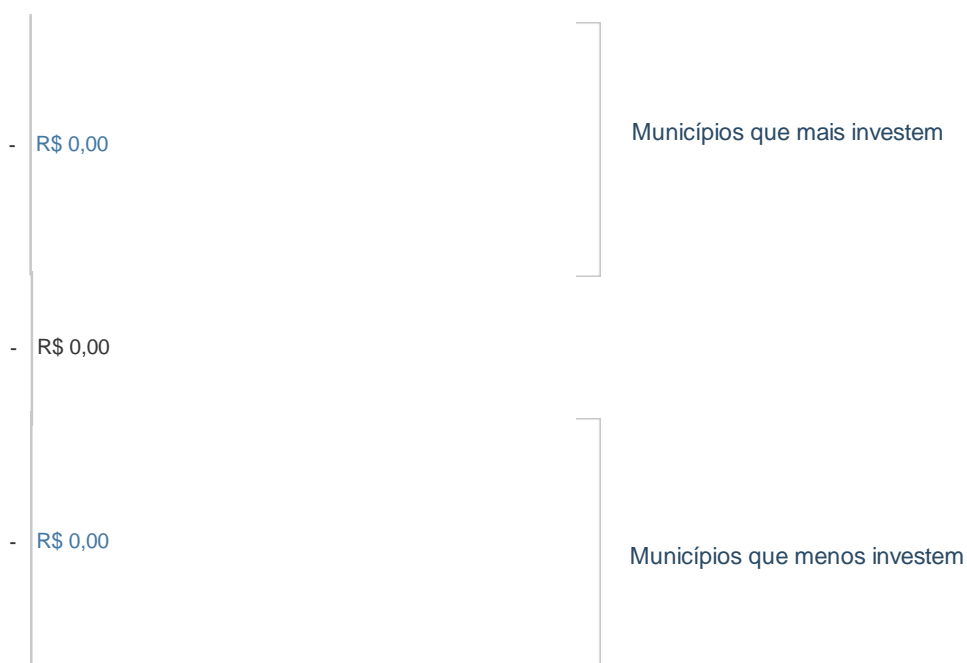 Municípios que mais investem
- R$ 0,00
- R$ 0,00
- R$ 0,00
Municípios que menos investem